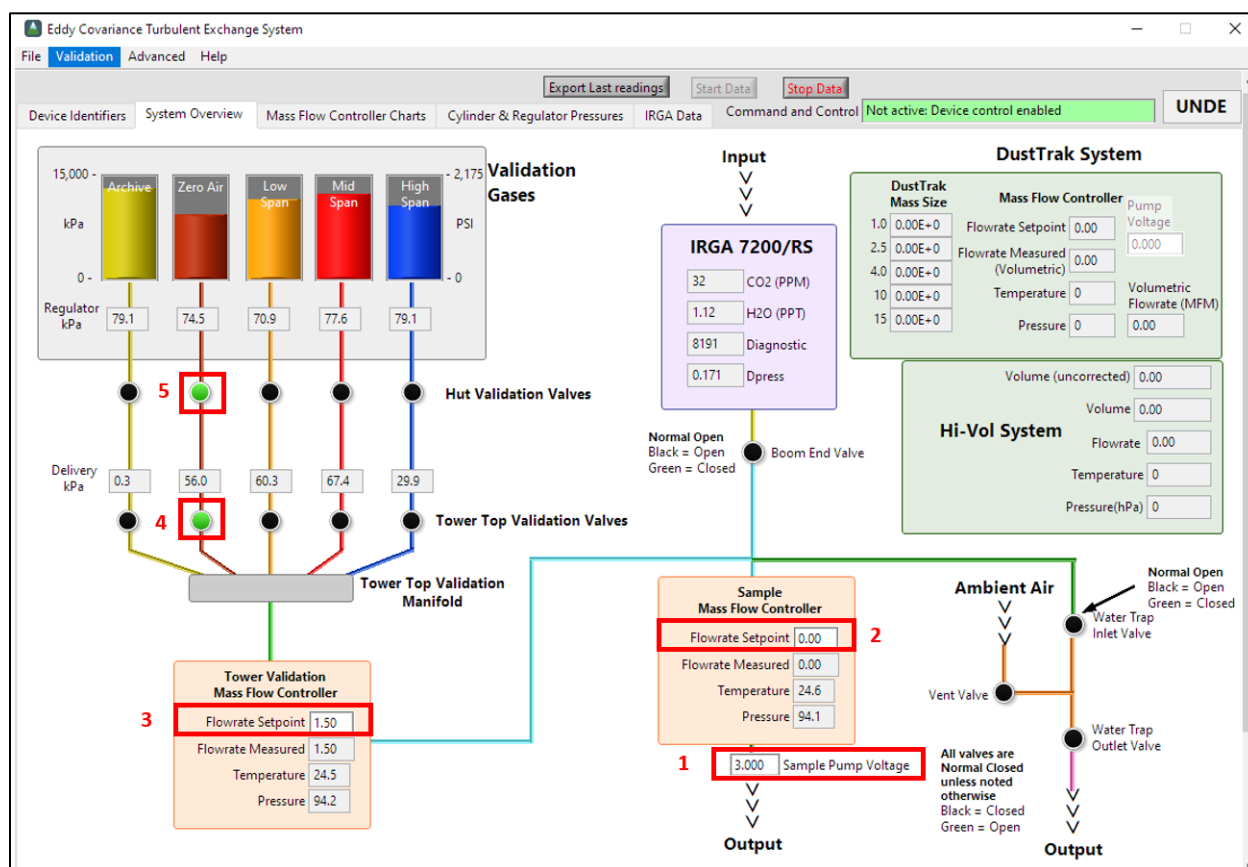 Eddy Covariance Turbulent Exchange System
File Validation Advanced Help
Export Last readings Start Data Stop Data
Device Identifiers System Overview Mass Flow Controller Charts Cylinder & Regulator Pressures IRGA Data Command and Control Not active: Device control enabled UNDE
15,000 -
kPa
0 -
Archive
Zero Air
Low
Span
Mid
Span
High
Span
- 2,175
PSI
- 0
Validation
Gases
Regulator
kPa
79.1 74.5 70.9 77.6 79.1
5
Hut Validation Valves
Delivery
kPa
0.3 56.0 60.3 67.4 29.9
4
Tower Top Validation Valves
Tower Top Validation
Manifold
Tower Validation
Mass Flow Controller
3
Flowrate Setpoint 1.50
Flowrate Measured 1.50
Temperature 24.5
Pressure 94.2
Input
IRGA 7200/RS
32 CO2 (PPM)
1.12 H2O (PPT)
8191 Diagnostic
0.171 Dpress
Normal Open
Black = Open
Green = Closed
Boom End Valve
Sample
Mass Flow Controller
Flowrate Setpoint 0.00
2
Flowrate Measured 0.00
Temperature 24.6
Pressure 94.1
1
3.000 Sample Pump Voltage
Output
DustTrak System
DustTrak
Mass Size
1.0 0.00E+0
2.5 0.00E+0
4.0 0.00E+0
10 0.00E+0
15 0.00E+0
Mass Flow Controller
Flowrate Setpoint 0.00
Flowrate Measured
(Volumetric)
0.00
Temperature 0
Pressure 0
Pump
Voltage
0.000
Volumetric
Flowrate (MFM)
0.00
Hi-Vol System
Volume (uncorrected) 0.00
Volume 0.00
Flowrate 0.00
Temperature 0
Pressure(hPa) 0
Ambient Air
Normal Open
Black = Open
Green = Closed
Water Trap
Inlet Valve
Vent Valve
Water Trap
Outlet Valve
All valves are
Normal Closed
unless noted
otherwise
Black = Closed
Green = Open
Output